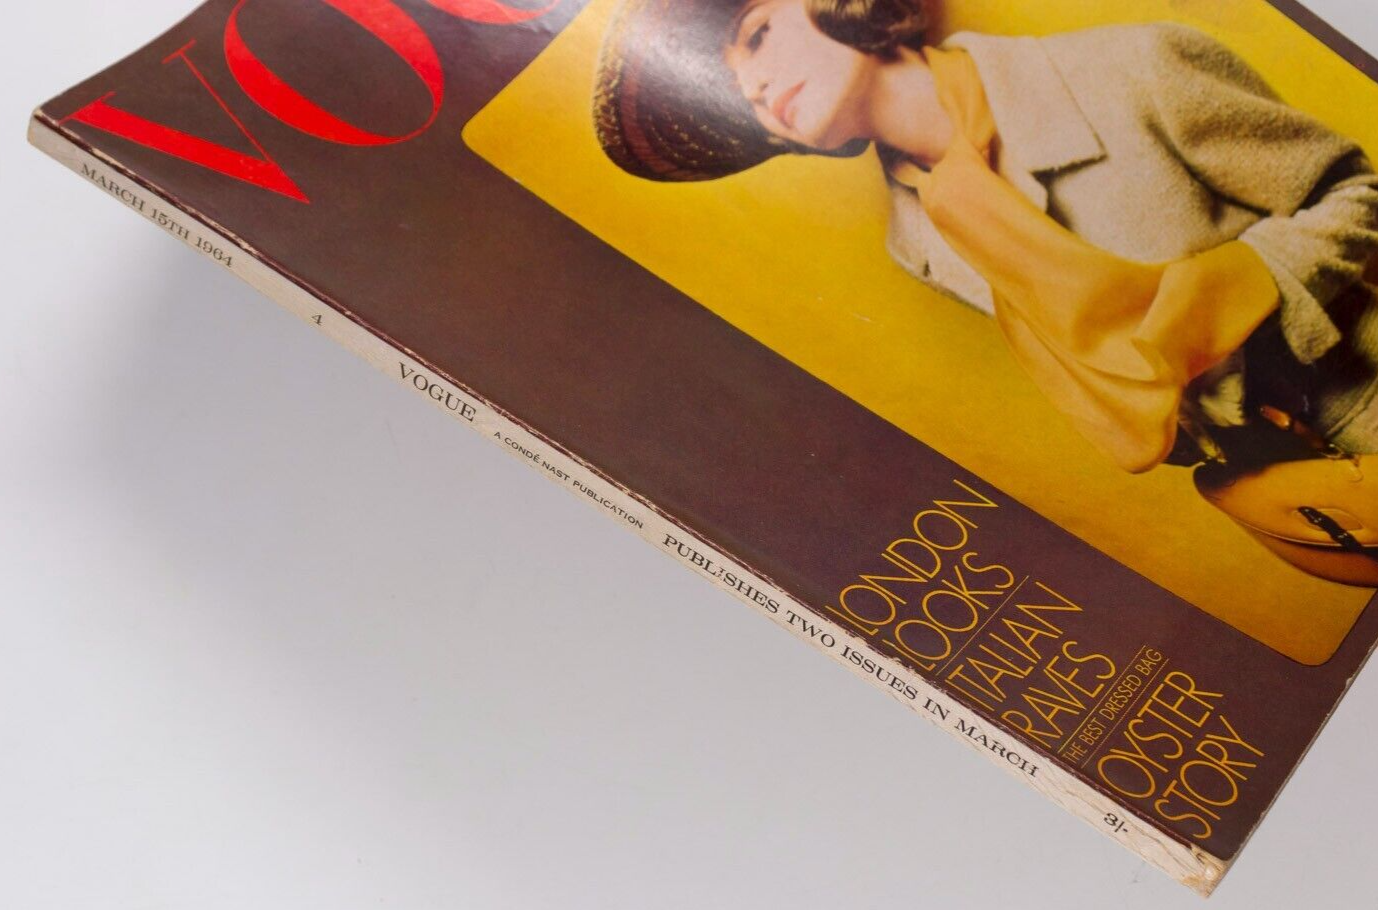 VOGU
MARCH 15TH 1964 4 VOGUE A CONDÉ NAST PUBLICATION PUBLISHES TWO ISSUES IN MARCH 3/-
LONDON
LOOKS
ITALIAN
RAVES
THE BEST DRESSED BAG
OYSTER
STORY